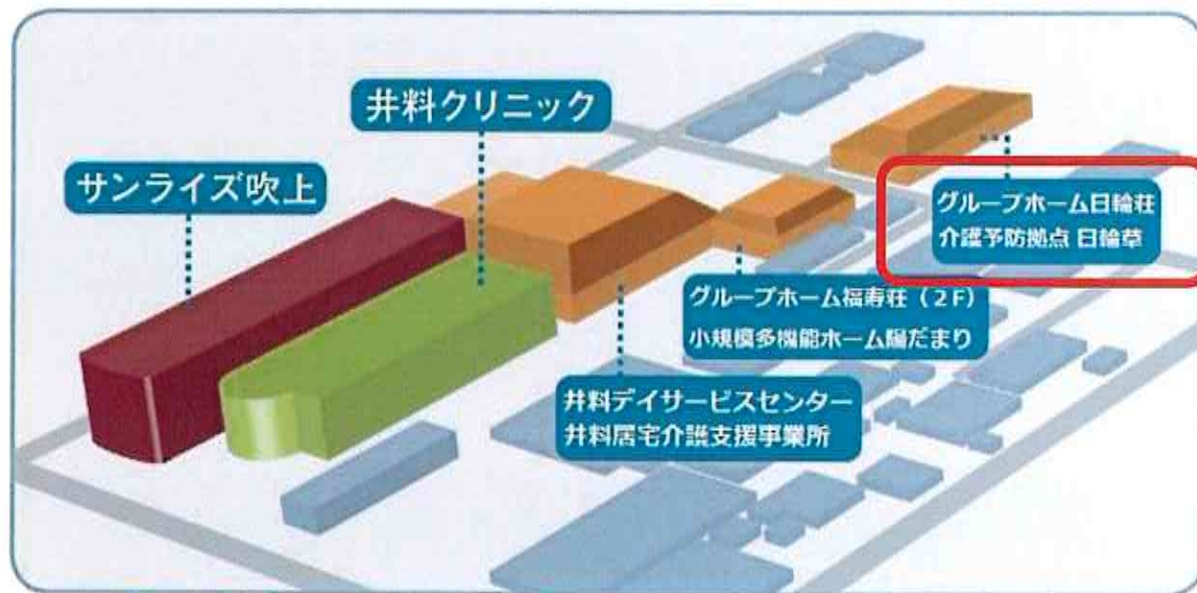 井料クリニック
サンライズ吹上
グループホーム日輪荘
介護予防拠点 日輪草
グループホーム福寿荘（2F）
小規模多機能ホーム陽だまり
井料デイサービスセンター
井料居宅介護支援事業所